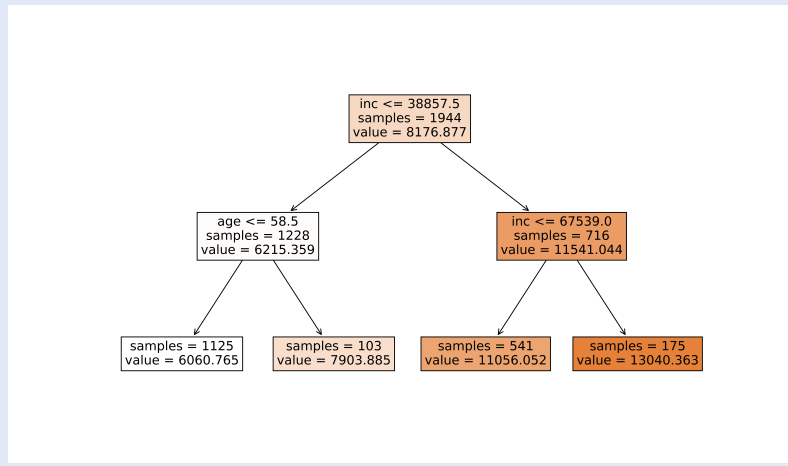 inc <= 38857.5
samples = 1944
value = 8176.877
age <= 58.5
samples = 1228
value = 6215.359
inc <= 67539.0
samples = 716
value = 11541.044
samples = 1125
value = 6060.765
samples = 103
value = 7903.885
samples = 541
value = 11056.052
samples = 175
value = 13040.363